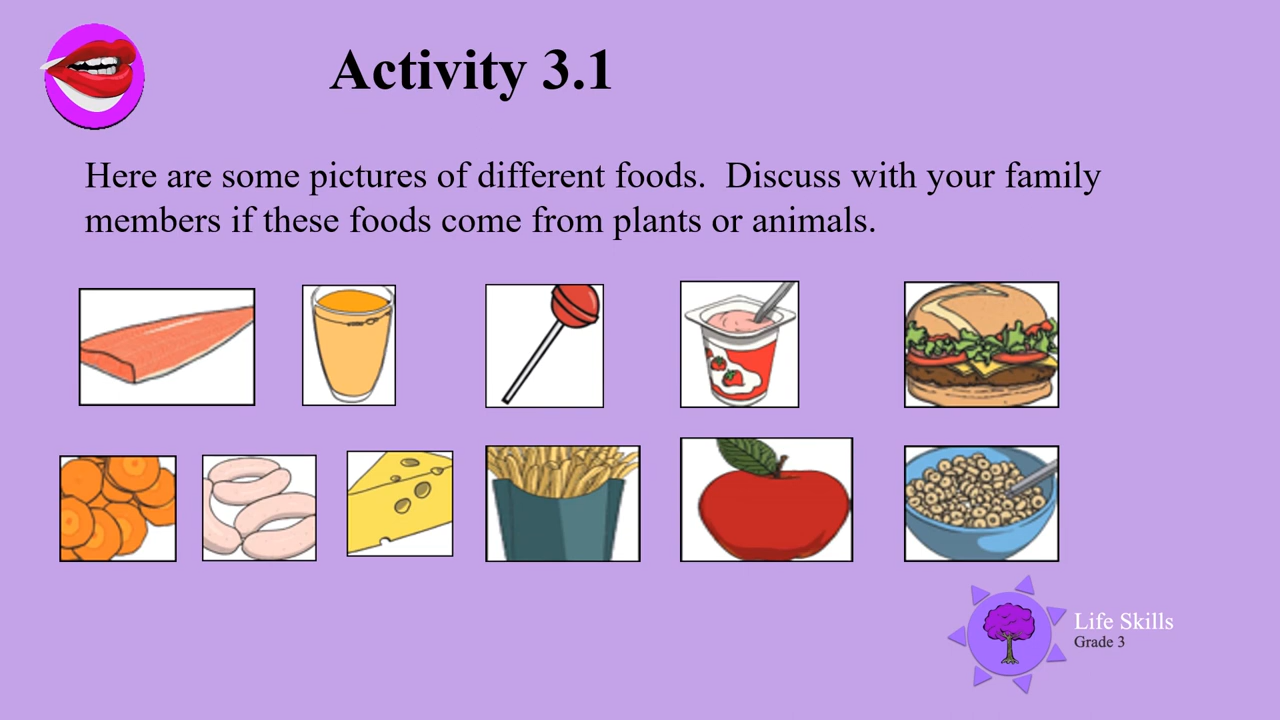 Activity 3.1
Here are some pictures of different foods.  Discuss with your family
members if these foods come from plants or animals.
Life Skills
Grade 3